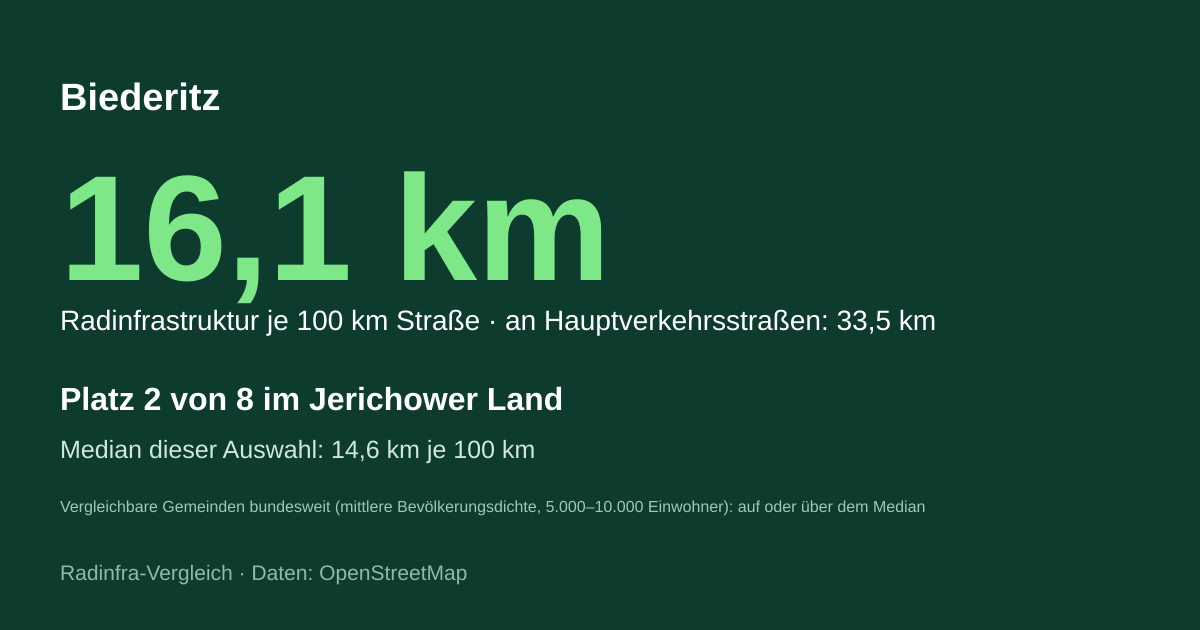 Biederitz
16,1 km
Radinfrastruktur je 100 km Straße · an Hauptverkehrsstraßen: 33,5 km
Platz 2 von 8 im Jerichower Land
Median dieser Auswahl: 14,6 km je 100 km
Vergleichbare Gemeinden bundesweit (mittlere Bevölkerungsdichte, 5.000–10.000 Einwohner): auf oder über dem Median
Radinfra-Vergleich · Daten: OpenStreetMap